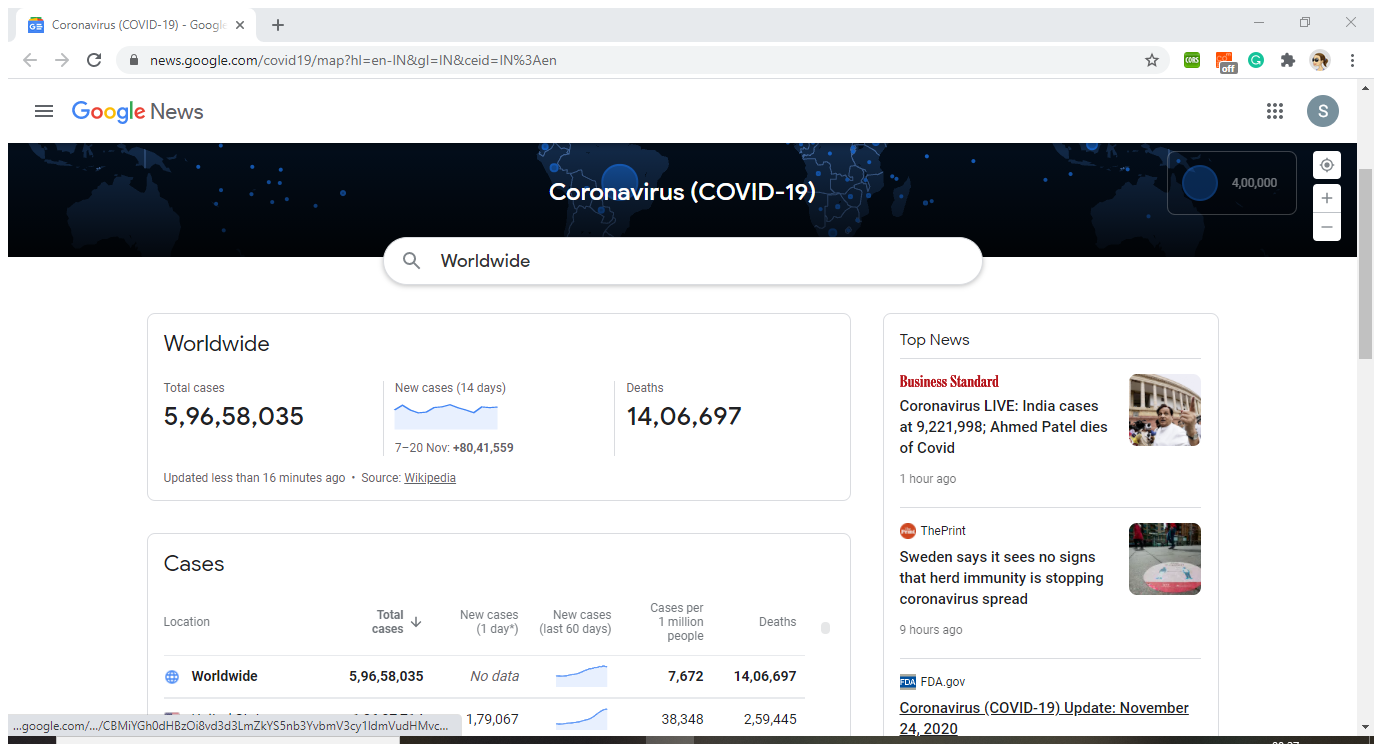 Coronavirus (COVID-19) - Google
news.google.com/covid19/map?hl=en-IN&gl=IN&ceid=IN%3Aen
CORS
off
Google News
S
Coronavirus (COVID-19)
4,00,000
Worldwide
Worldwide
Total cases
5,96,58,035
New cases (14 days)
7–20 Nov: +80,41,559
Deaths
14,06,697
Updated less than 16 minutes ago • Source: Wikipedia
Cases
Location
Total cases
New cases (1 day*)
New cases (last 60 days)
Cases per 1 million people
Deaths
Worldwide 5,96,58,035 No data 7,672 14,06,697
1,79,067 38,348 2,59,445
Top News
Business Standard
Coronavirus LIVE: India cases
at 9,221,998; Ahmed Patel dies
of Covid
1 hour ago
ThePrint
Sweden says it sees no signs
that herd immunity is stopping
coronavirus spread
9 hours ago
FDA FDA.gov
Coronavirus (COVID-19) Update: November
24, 2020